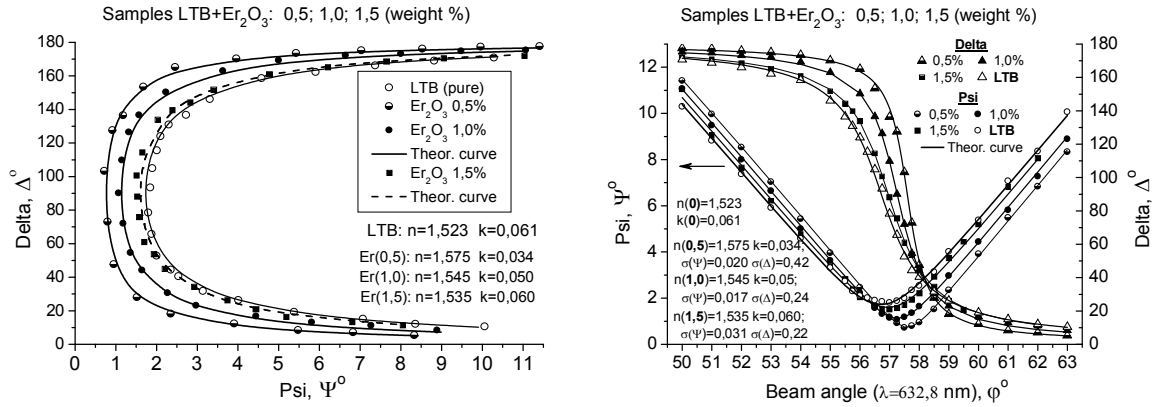 Samples LTB+Er₂O₃: 0,5; 1,0; 1,5 (weight %)
Delta, Δ°
180
160
140
120
100
80
60
40
20
0
LTB (pure)
Er₂O₃ 0,5%
Er₂O₃ 1,0%
Theor. curve
Er₂O₃ 1,5%
Theor. curve
LTB: n=1,523 k=0,061
Er(0,5): n=1,575 k=0,034
Er(1,0): n=1,545 k=0,050
Er(1,5): n=1,535 k=0,060
0 1 2 3 4 5 6 7 8 9 10 11
Psi, Ψ°
Samples LTB+Er₂O₃: 0,5; 1,0; 1,5 (weight %)
Psi, Ψ°
12
10
8
6
4
2
0
Delta
0,5% 1,0%
1,5% LTB
Psi
0,5% 1,0%
1,5% LTB
Theor. curve
n(0)=1,523
k(0)=0,061
n(0,5)=1,575 k=0,034;
σ(Ψ)=0,020 σ(Δ)=0,42
n(1,0)=1,545 k=0,05;
σ(Ψ)=0,017 σ(Δ)=0,24
n(1,5)=1,535 k=0,060;
σ(Ψ)=0,031 σ(Δ)=0,22
180
160
140
120
100
80
60
40
20
0
Delta, Δ°
50 51 52 53 54 55 56 57 58 59 60 61 62 63
Beam angle (λ=632,8 nm), φ°